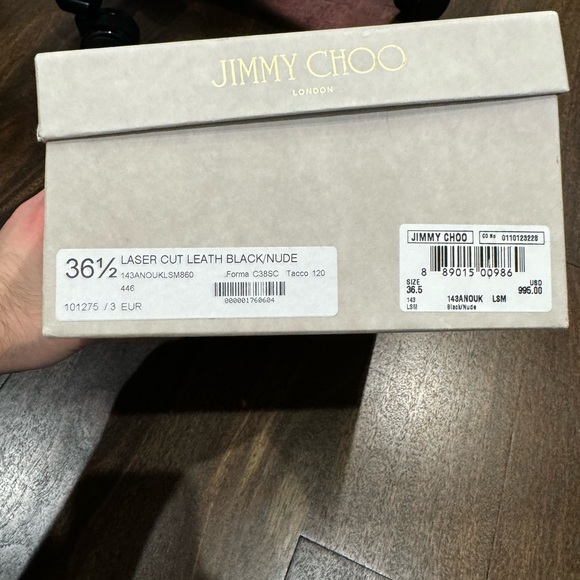 JIMMY CHOO
LONDON
36½ LASER CUT LEATH BLACK/NUDE
143ANOUKLSM860 Forma C38SC Tacco 120
446
000001760604
101275 / 3 EUR
JIMMY CHOO CO No 0110123228
8 89015 00986
SIZE USD
36.5 995.00
143 143ANOUK LSM
LSM Black/Nude